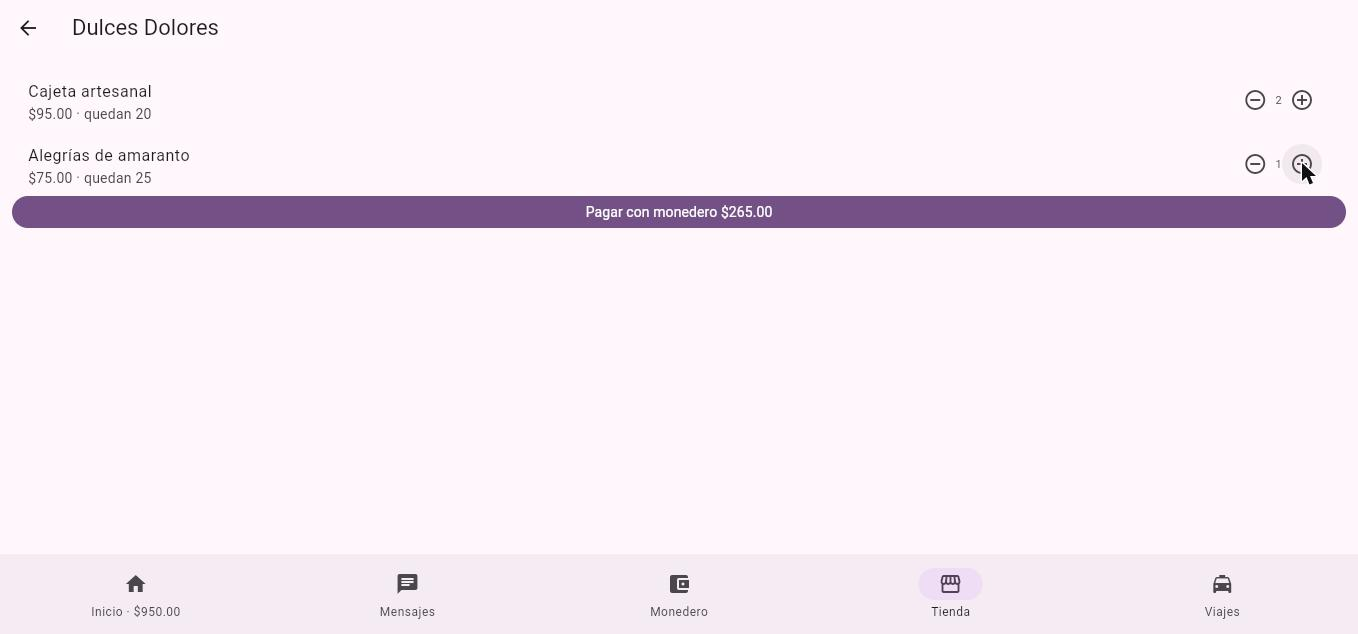 Dulces Dolores
Cajeta artesanal
$95.00 · quedan 20
2
Alegrías de amaranto
$75.00 · quedan 25
1
Pagar con monedero $265.00
Inicio · $950.00
Mensajes
Monedero
Tienda
Viajes